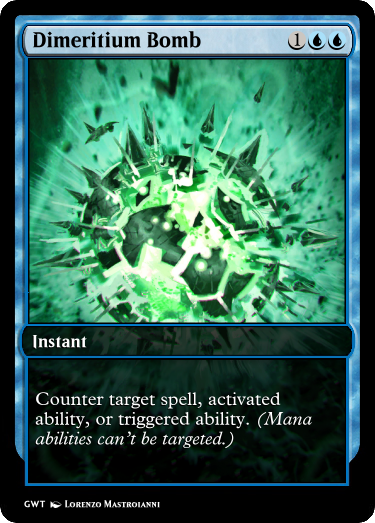 Dimeritium Bomb 1
Instant
Counter target spell, activated
ability, or triggered ability. (Mana
abilities can't be targeted.)
GWT Lorenzo Mastroianni